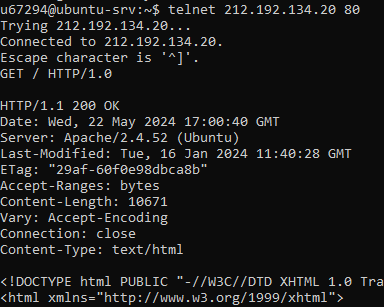 u67294@ubuntu-srv:~$ telnet 212.192.134.20 80
Trying 212.192.134.20...
Connected to 212.192.134.20.
Escape character is '^]'.
GET / HTTP/1.0

HTTP/1.1 200 OK
Date: Wed, 22 May 2024 17:00:40 GMT
Server: Apache/2.4.52 (Ubuntu)
Last-Modified: Tue, 16 Jan 2024 11:40:28 GMT
ETag: "29af-60f0e98dbca8b"
Accept-Ranges: bytes
Content-Length: 10671
Vary: Accept-Encoding
Connection: close
Content-Type: text/html

<!DOCTYPE html PUBLIC "-//W3C//DTD XHTML 1.0 Tra
<html xmlns="http://www.w3.org/1999/xhtml">